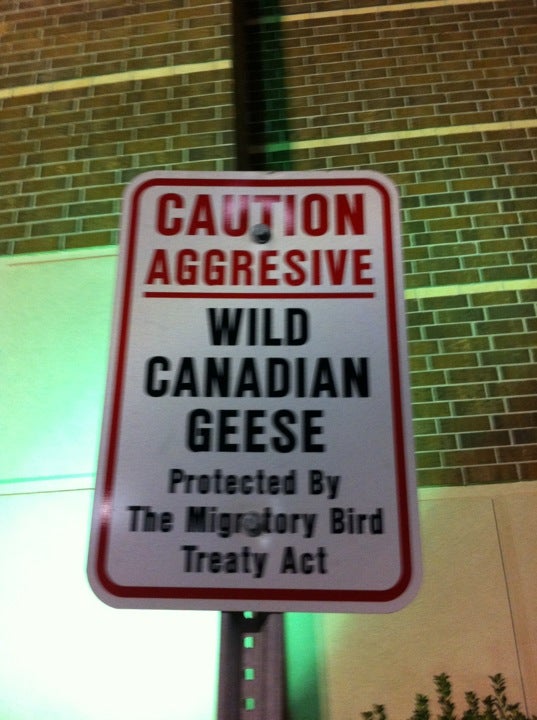 CAUTION
AGGRESIVE
WILD
CANADIAN
GEESE
Protected By
The Migratory Bird
Treaty Act